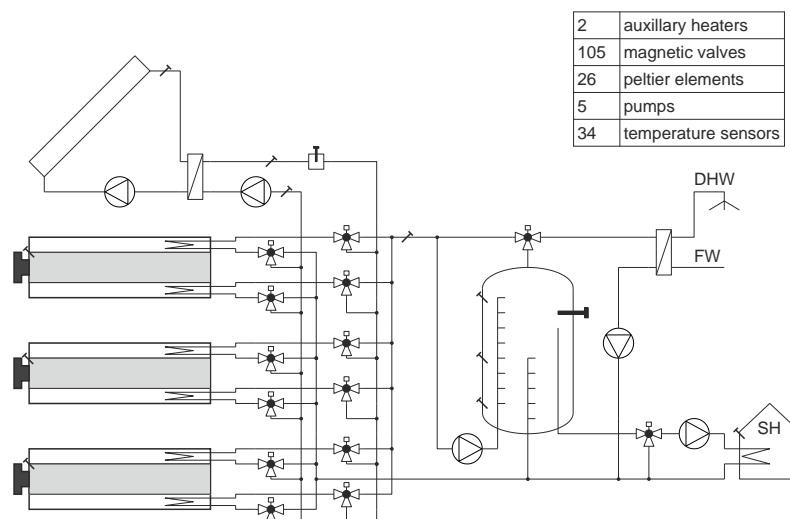 2 auxillary heaters
105 magnetic valves
26 peltier elements
5 pumps
34 temperature sensors
DHW
FW
SH